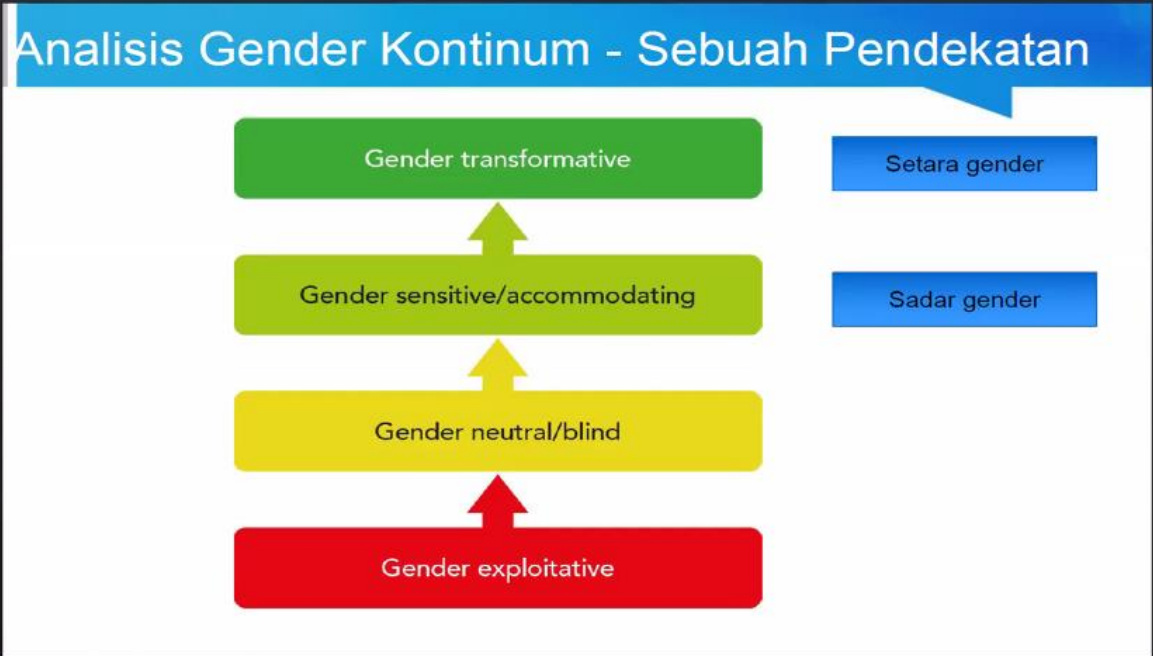 Analisis Gender Kontinum - Sebuah Pendekatan
Gender transformative
Setara gender
Gender sensitive/accommodating
Sadar gender
Gender neutral/blind
Gender exploitative